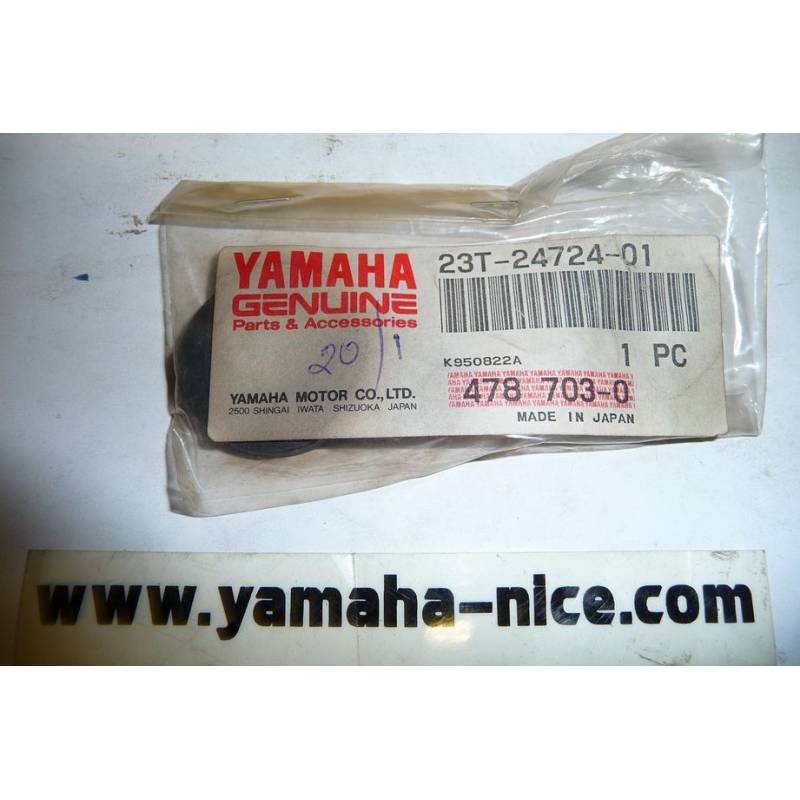 YAMAHA
GENUINE
Parts & Accessories
20/1
YAMAHA MOTOR CO.,LTD.
2500 SHINGAI IWATA SHIZUOKA JAPAN
23T-24724-01
K950822A 1 PC
478 703-0
MADE IN JAPAN
www.yamaha-nice.com